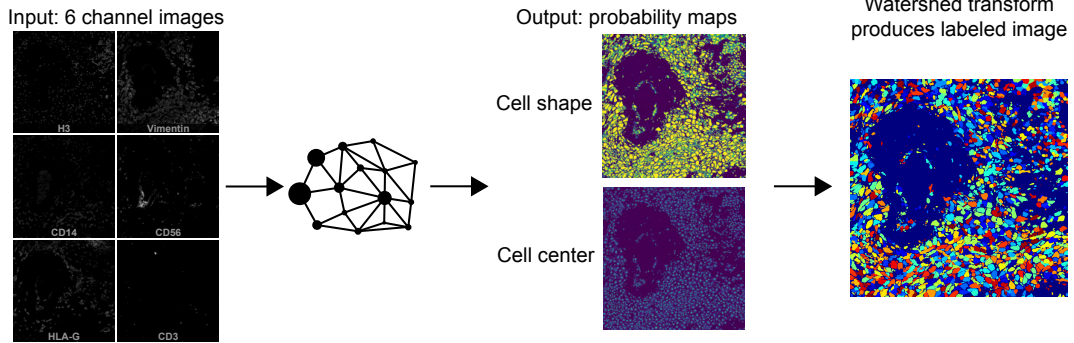 Input: 6 channel images
H3
Vimentin
CD14
CD56
HLA-G
CD3
Output: probability maps
Cell shape
Cell center
Watershed transform
produces labeled image